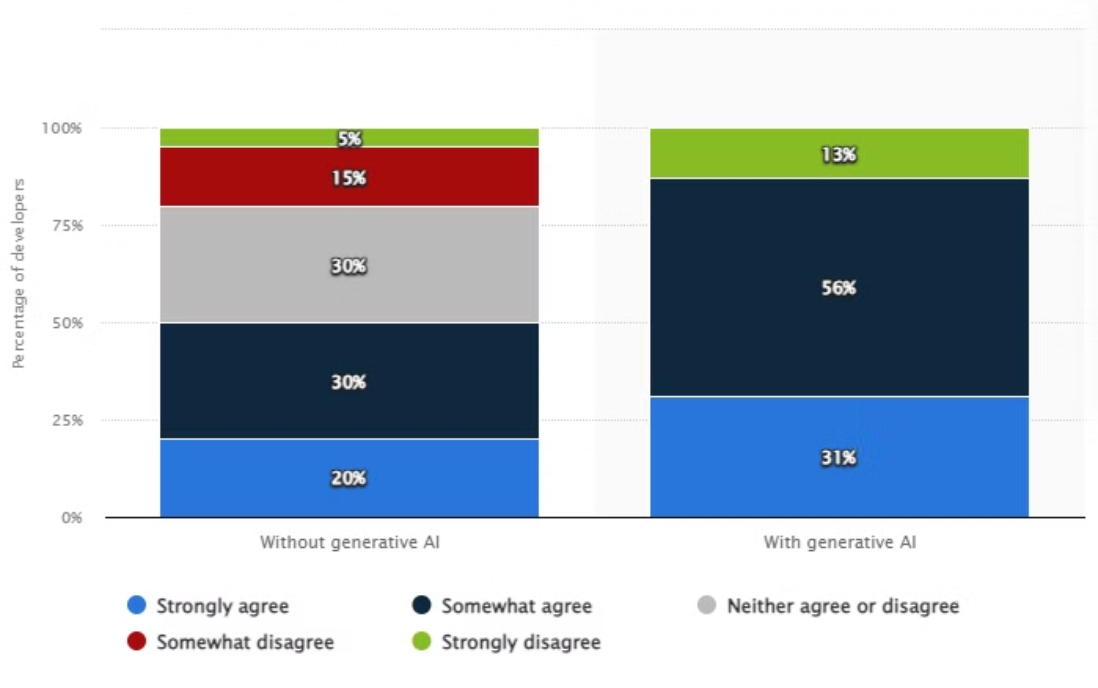 Percentage of developers
100%
75%
50%
25%
0%
5%
15%
30%
30%
20%
13%
56%
31%
Without generative AI
With generative AI
Strongly agree
Somewhat agree
Neither agree or disagree
Somewhat disagree
Strongly disagree